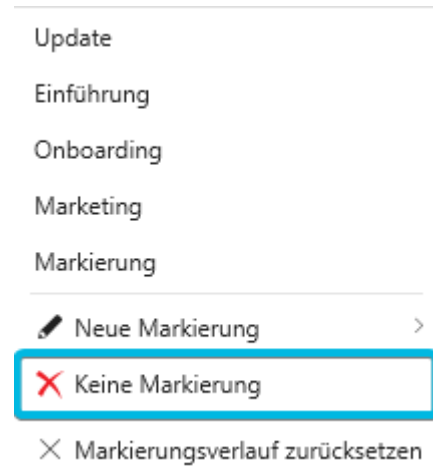 Update
Einführung
Onboarding
Marketing
Markierung
Neue Markierung
Keine Markierung
Markierungsverlauf zurücksetzen